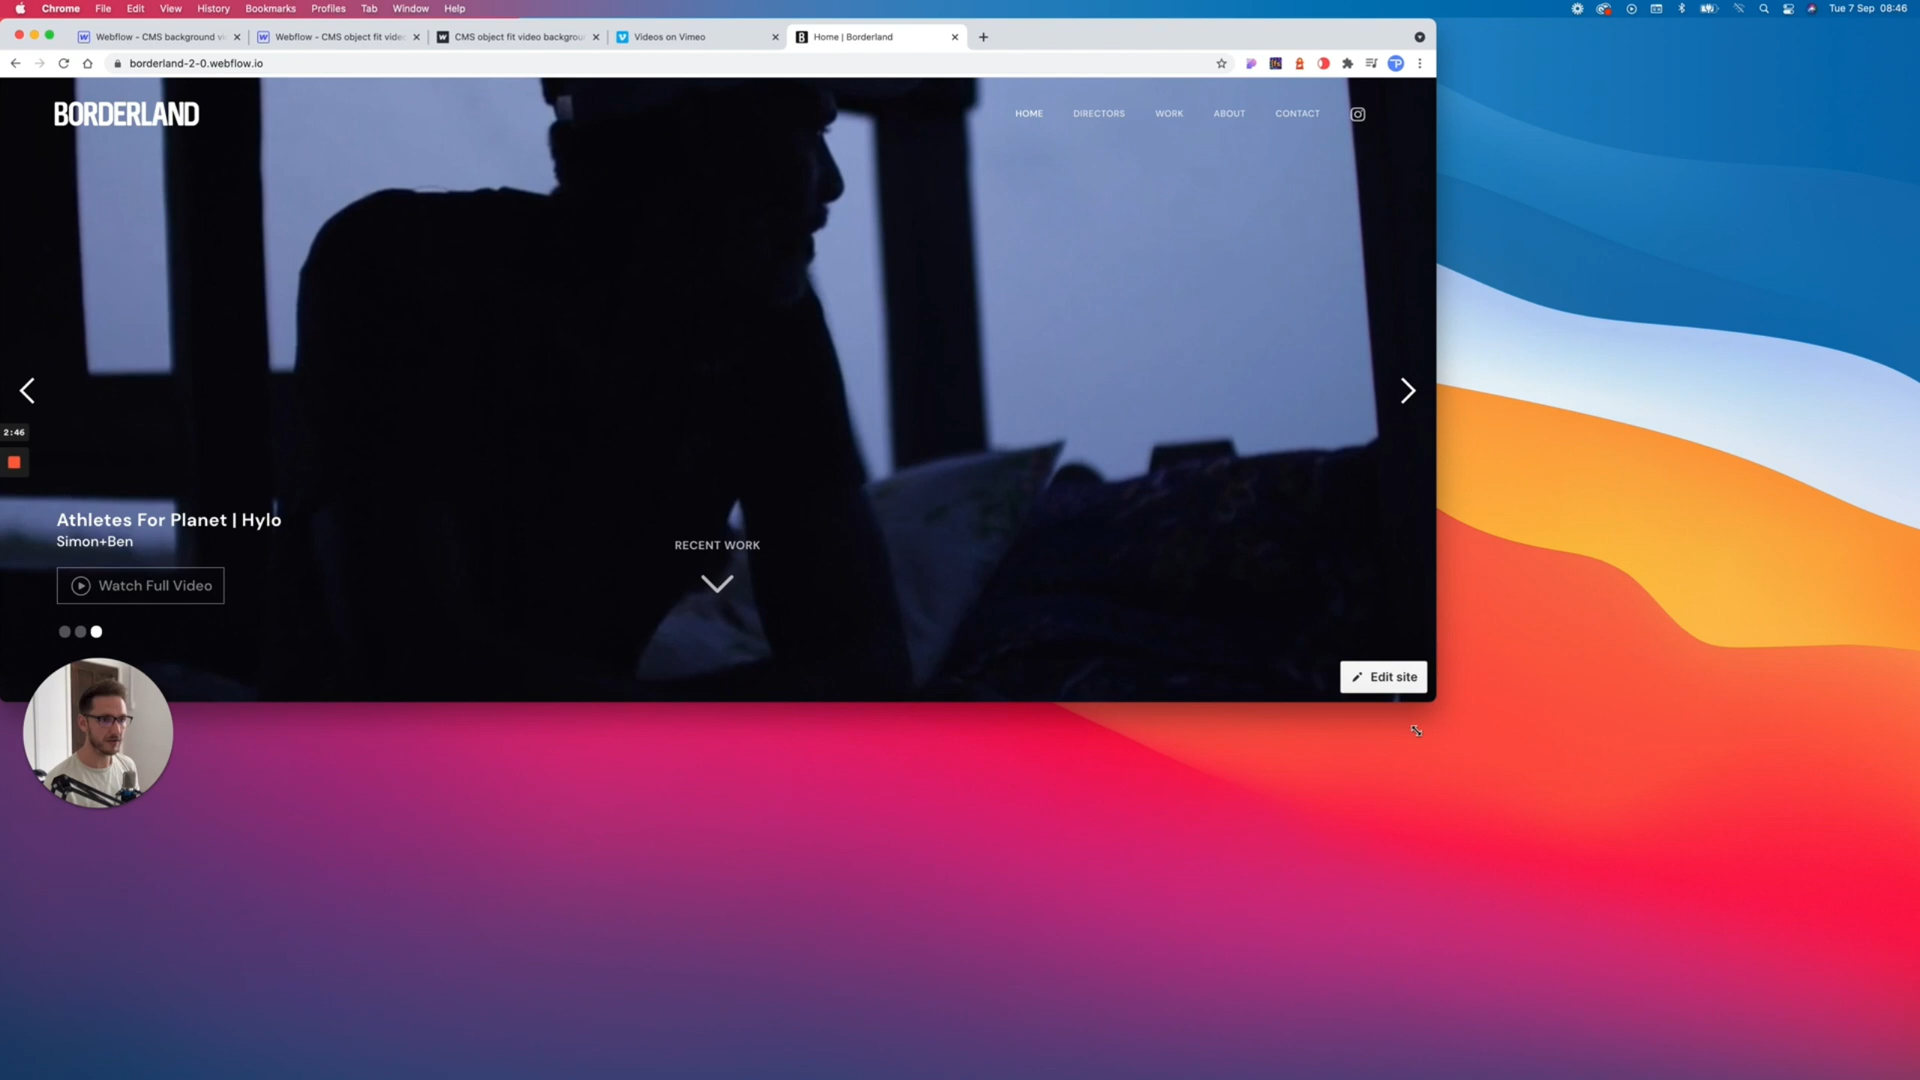 Chrome File Edit View History Bookmarks Profiles Tab Window Help
Tue 7 Sep 08:46
Webflow - CMS background vi
Webflow - CMS object fit video
CMS object fit video backgroun
Videos on Vimeo
Home | Borderland
borderland-2-0.webflow.io
BORDERLAND
HOME DIRECTORS WORK ABOUT CONTACT
2:46
Athletes For Planet | Hylo
Simon+Ben
RECENT WORK
Watch Full Video
Edit site